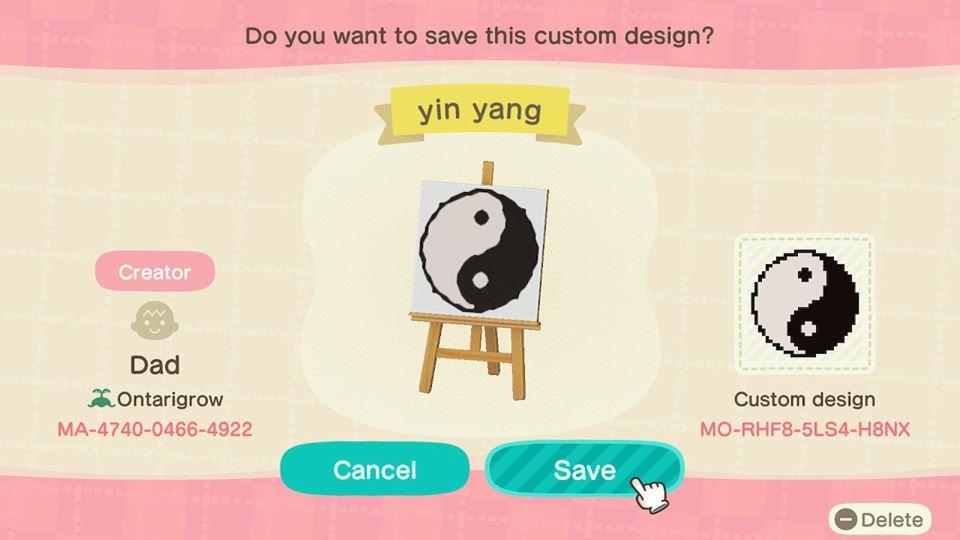 Do you want to save this custom design?
yin yang
Creator
Dad
Ontarigrow
MA-4740-0466-4922
Custom design
MO-RHF8-5LS4-H8NX
Cancel
Save
Delete